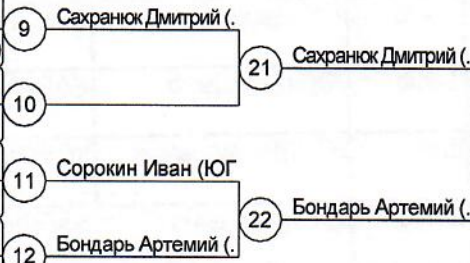 9 Сахранюк Дмитрий (.
21 Сахранюк Дмитрий (.
10
11 Сорокин Иван (ЮГ
22 Бондарь Артемий (.
12 Бондарь Артемий (.